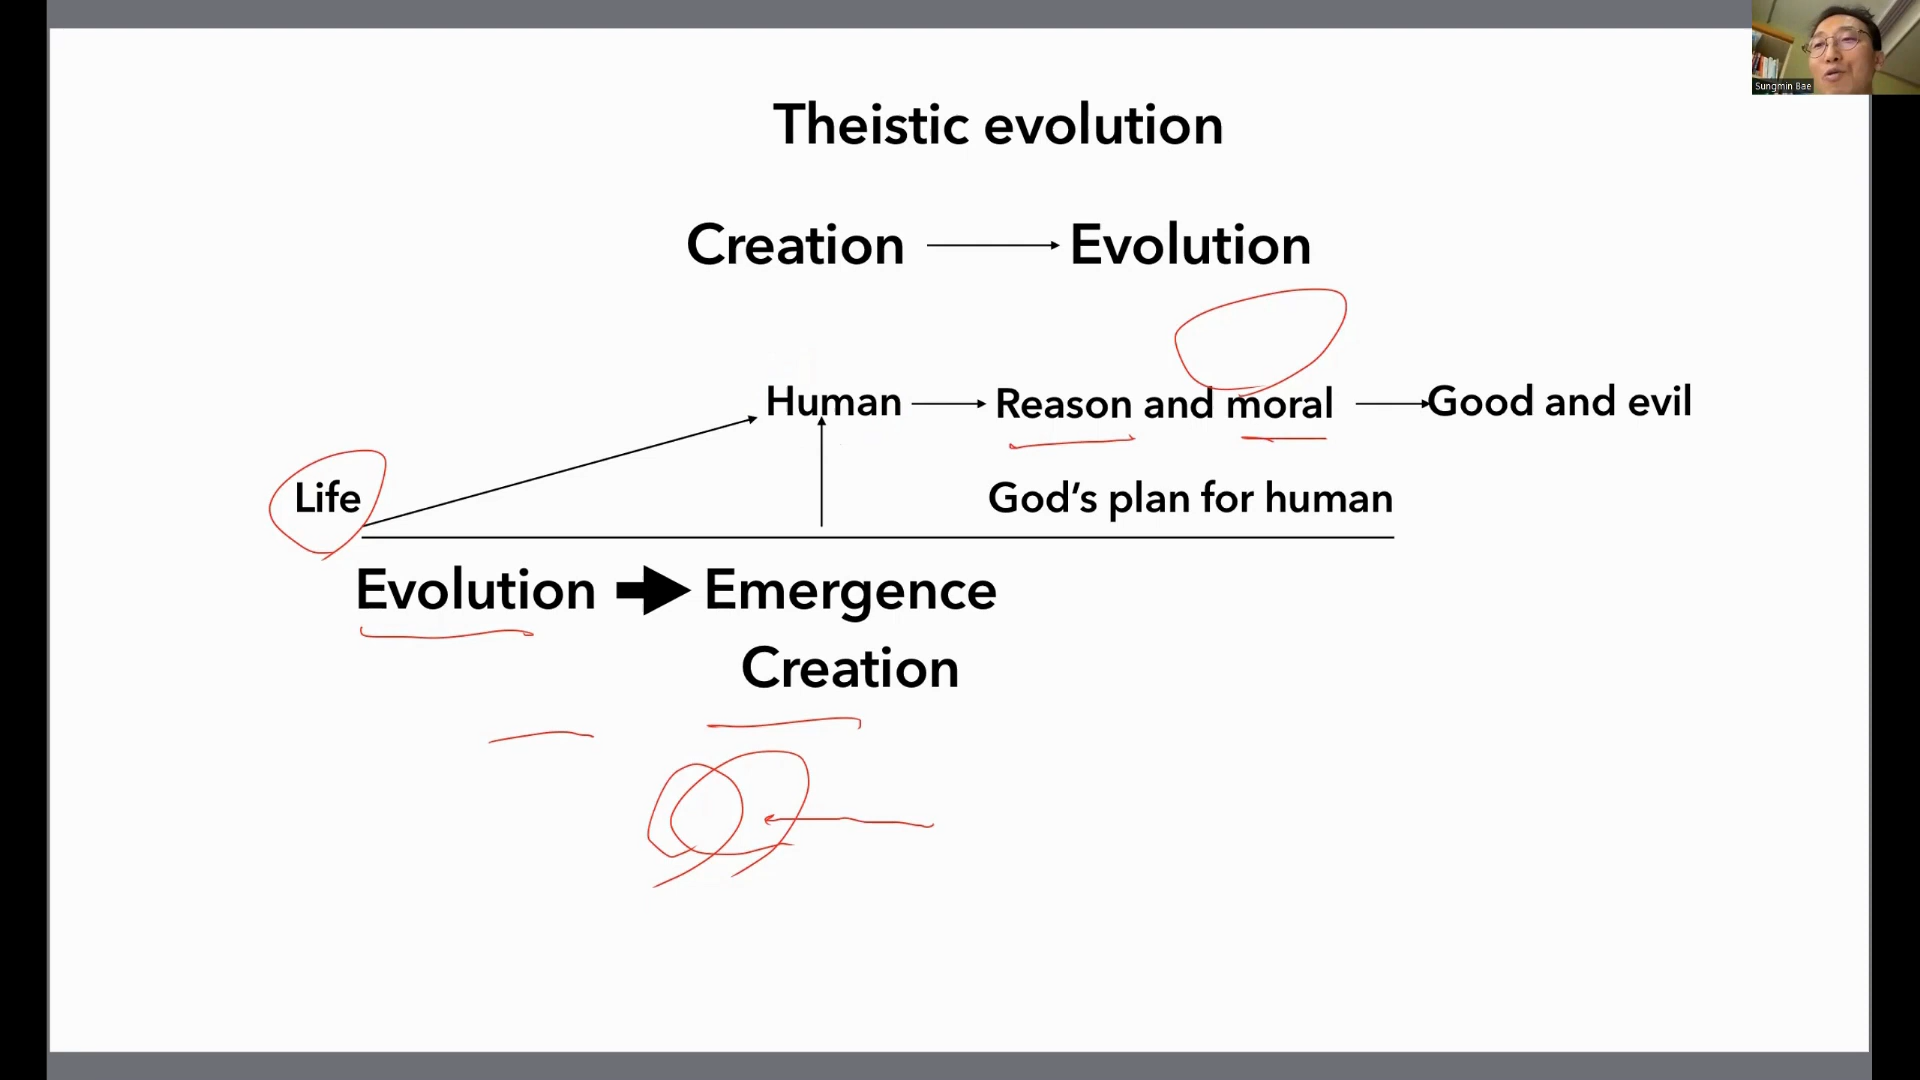 Sungmin Bae
Theistic evolution
Creation Evolution
Human Reason and moral Good and evil
Life God's plan for human
Evolution Emergence
Creation